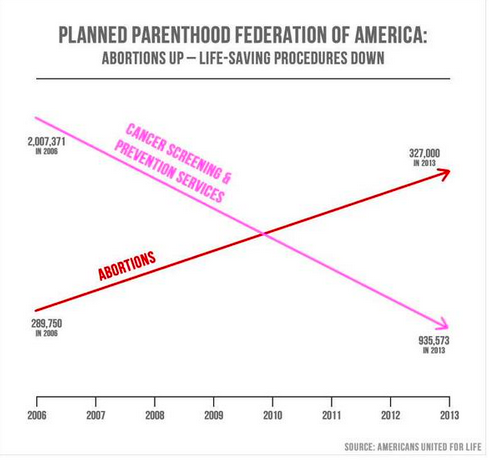 PLANNED PARENTHOOD FEDERATION OF AMERICA:
ABORTIONS UP – LIFE-SAVING PROCEDURES DOWN
2,007,371
IN 2006
CANCER SCREENING &
PREVENTION SERVICES
327,000
IN 2013
ABORTIONS
289,750
IN 2006
935,573
IN 2013
2006 2007 2008 2009 2010 2011 2012 2013
SOURCE: AMERICANS UNITED FOR LIFE